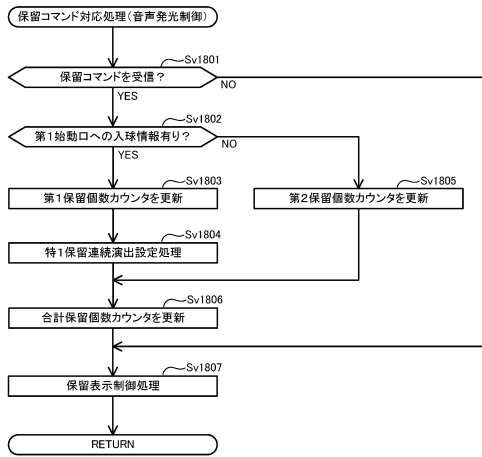 保留コマンド対応処理(音声発光制御)
Sv1801
保留コマンドを受信?
NO
YES
Sv1802
第1始動口への入球情報有り?
NO
YES
Sv1803
第1保留個数カウンタを更新
Sv1805
第2保留個数カウンタを更新
Sv1804
特1保留連続演出設定処理
Sv1806
合計保留個数カウンタを更新
Sv1807
保留表示制御処理
RETURN